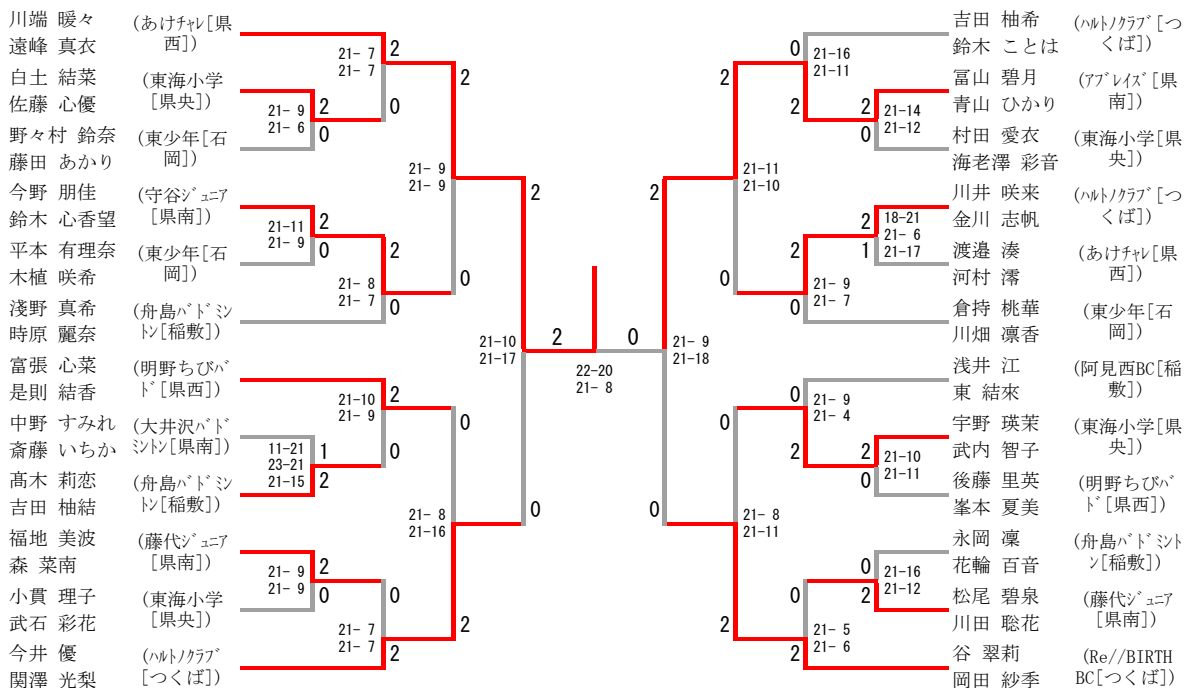 川端 暖々 (あけチャレ[県
西])
遠峰 真衣
白土 結菜 (東海小学
[県央])
佐藤 心優
野々村 鈴奈 (東少年[石
岡])
藤田 あかり
今野 朋佳 (守谷ジュニア
[県南])
鈴木 心香望
平本 有理奈 (東少年[石
岡])
木植 咲希
淺野 真希 (舟島バドミン
トン[稲敷])
時原 麗奈
富張 心菜 (明野ちびバ
ド[県西])
是則 結香
中野 すみれ (大井沢バド
ミントン[県南])
斎藤 いちか
髙木 莉恋 (舟島バドミン
トン[稲敷])
吉田 柚結
福地 美波 (藤代ジュニア
[県南])
森 菜南
小貫 理子 (東海小学
[県央])
武石 彩花
今井 優 (ハルトノクラブ
[つくば])
関澤 光梨
21- 7
21- 7
2
0
21- 9
21- 6
2
0
21- 9
21- 9
2
0
21-11
21- 9
2
0
21- 8
21- 7
2
0
21-10
21-17
2
0
21-10
21- 9
2
0
11-21
23-21
21-15
1
2
21- 8
21-16
0
2
21- 9
21- 9
2
0
21- 7
21- 7
0
2
2
0
22-20
21- 8
吉田 柚希 (ハルトノクラブ[つ
くば])
鈴木 ことは
冨山 碧月 (アブレイズ[県
南])
青山 ひかり
村田 愛衣 (東海小学[県
央])
海老澤 彩音
川井 咲来 (ハルトノクラブ[つ
くば])
金川 志帆
渡邉 湊 (あけチャレ[県
西])
河村 澪
倉持 桃華 (東少年[石
岡])
川畑 凛香
浅井 江 (阿見西BC[稲
敷])
東 結來
宇野 瑛茉 (東海小学[県
央])
武内 智子
後藤 里英 (明野ちびバ
ド[県西])
峯本 夏美
永岡 凜 (舟島バドミント
ン[稲敷])
花輪 百音
松尾 碧泉 (藤代ジュニア
[県南])
川田 聡花
谷 翠莉 (Re//BIRTH
BC[つくば])
岡田 紗季
0
2
21-16
21-11
2
0
21-14
21-12
2
0
21-11
21-10
2
1
18-21
21- 6
21-17
2
0
21- 9
21- 7
2
0
21- 9
21-18
0
2
21- 9
21- 4
2
0
21-10
21-11
0
2
21- 8
21-11
0
2
21-16
21-12
0
2
21- 5
21- 6